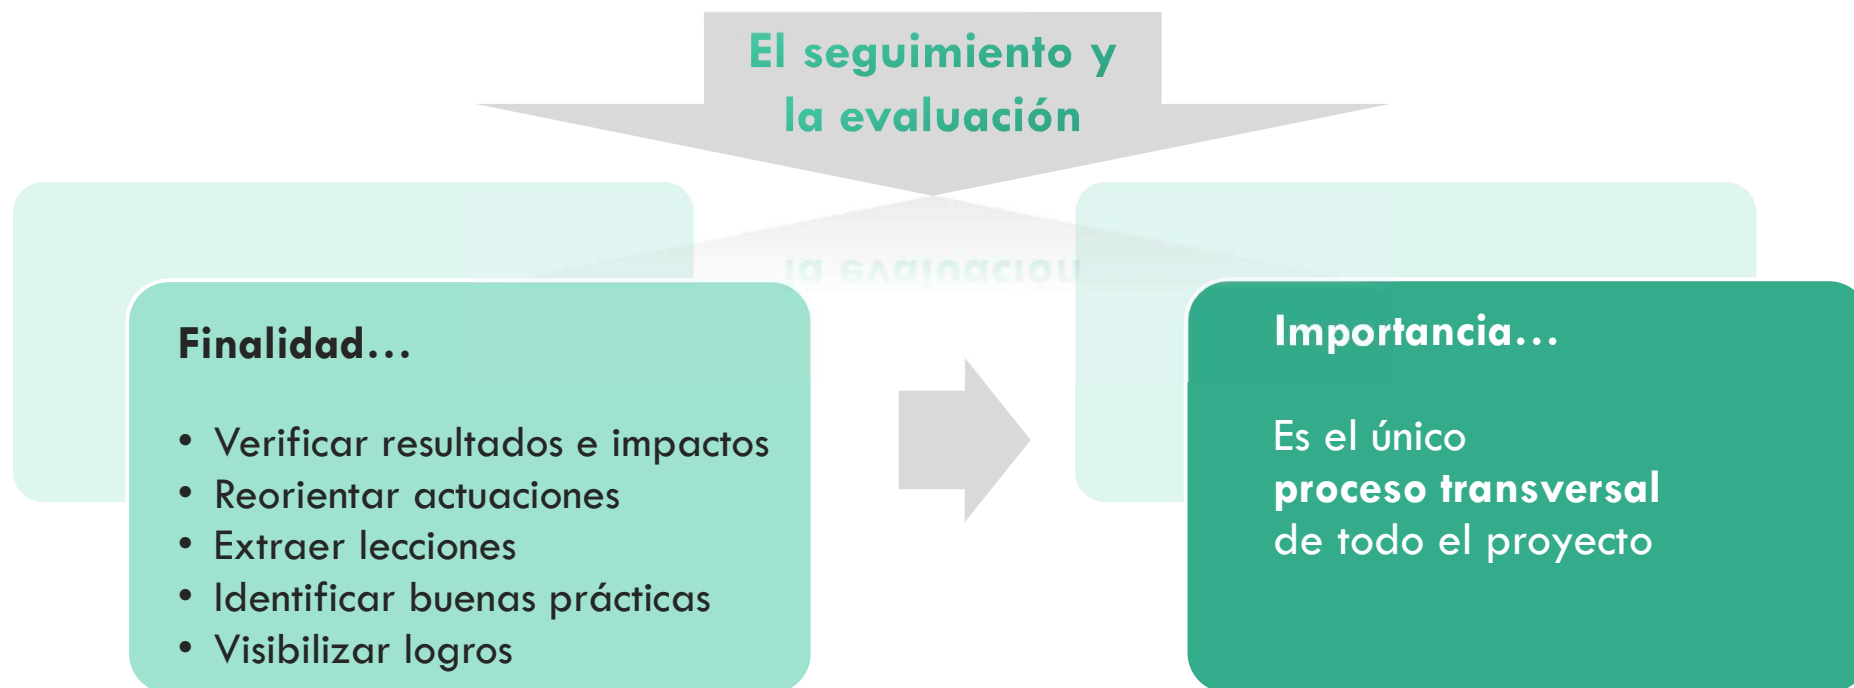 El seguimiento y
la evaluación
Finalidad...
• Verificar resultados e impactos
• Reorientar actuaciones
• Extraer lecciones
• Identificar buenas prácticas
• Visibilizar logros
Importancia...
Es el único
proceso transversal
de todo el proyecto